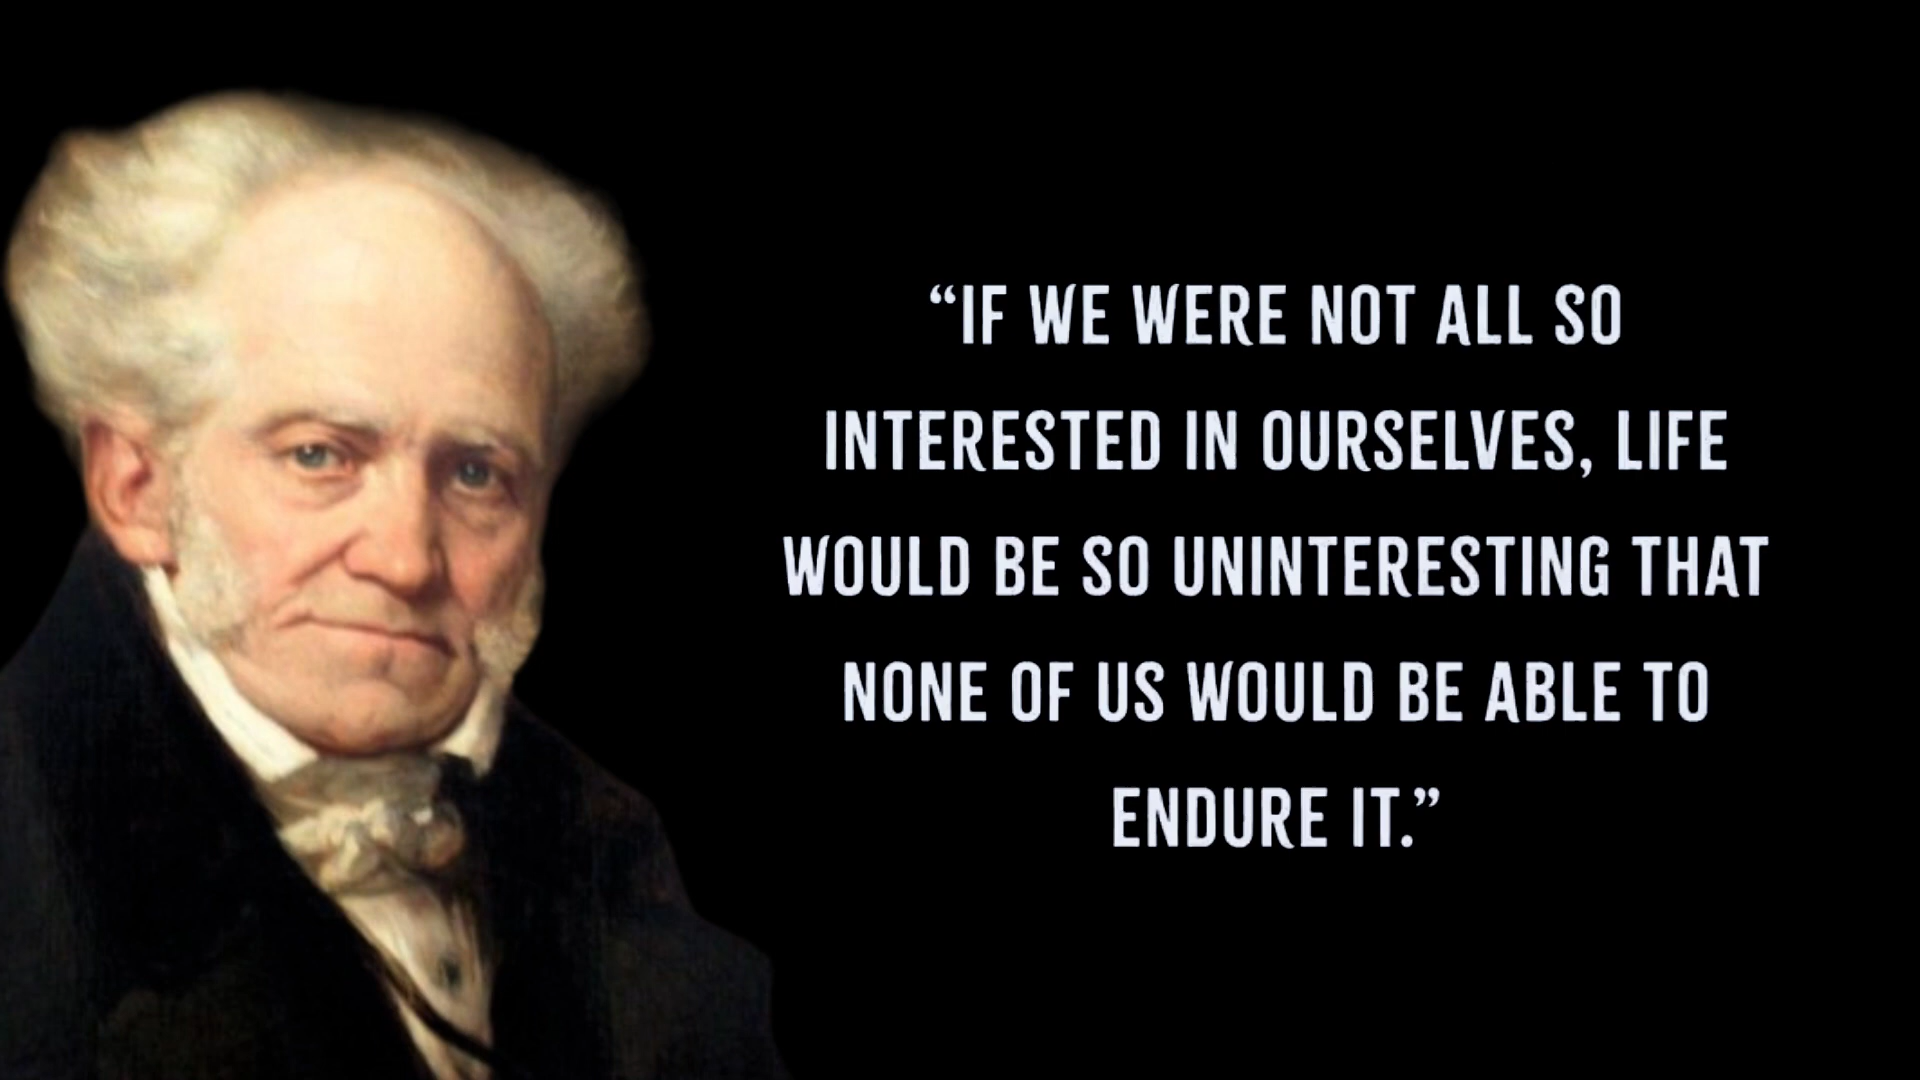 “IF WE WERE NOT ALL SO
INTERESTED IN OURSELVES, LIFE
WOULD BE SO UNINTERESTING THAT
NONE OF US WOULD BE ABLE TO
ENDURE IT.”